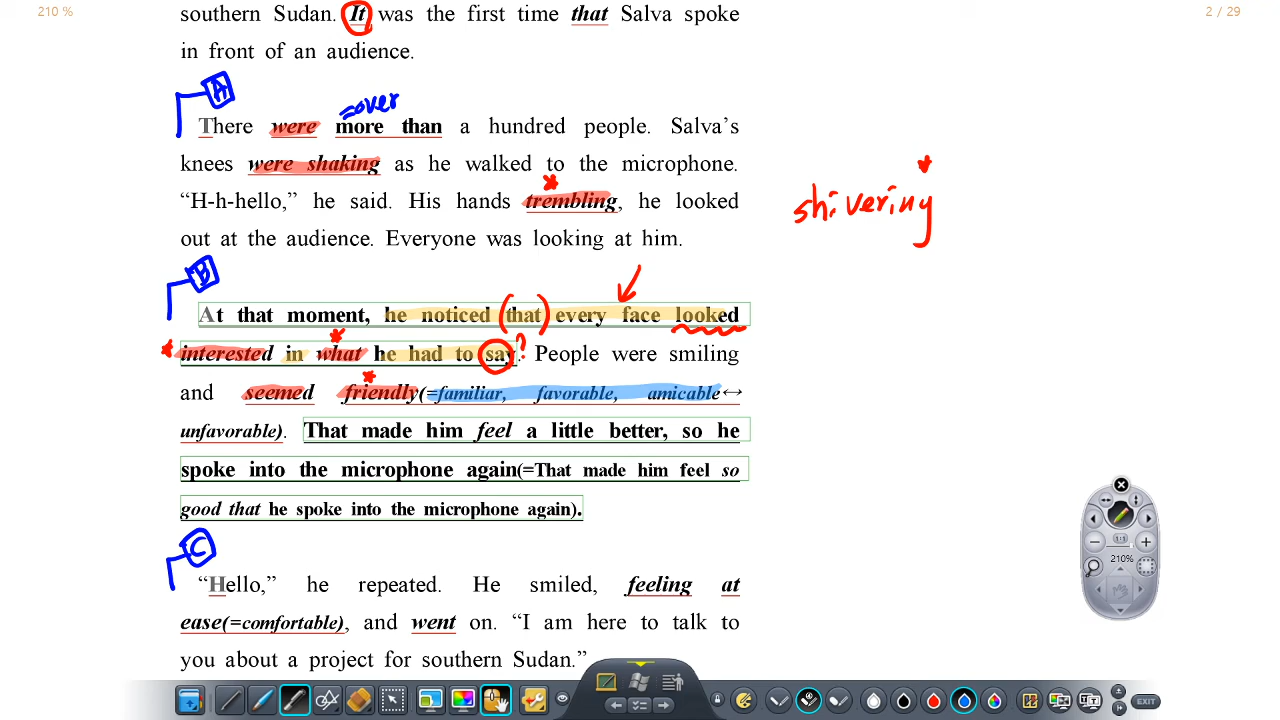 210 %
2 / 29
southern Sudan. It was the first time that Salva spoke
in front of an audience.
A
=over
There were more than a hundred people. Salva's
knees were shaking as he walked to the microphone.
"H-h-hello," he said. His hands trembling, he looked
shivering
out at the audience. Everyone was looking at him.
B
At that moment, he noticed (that) every face looked
interested in what he had to say?. People were smiling
and seemed friendly(=familiar, favorable, amicable↔
unfavorable). That made him feel a little better, so he
spoke into the microphone again(=That made him feel so
good that he spoke into the microphone again).
C
"Hello," he repeated. He smiled, feeling at
ease(=comfortable), and went on. "I am here to talk to
you about a project for southern Sudan."
1:1
210%
EXIT